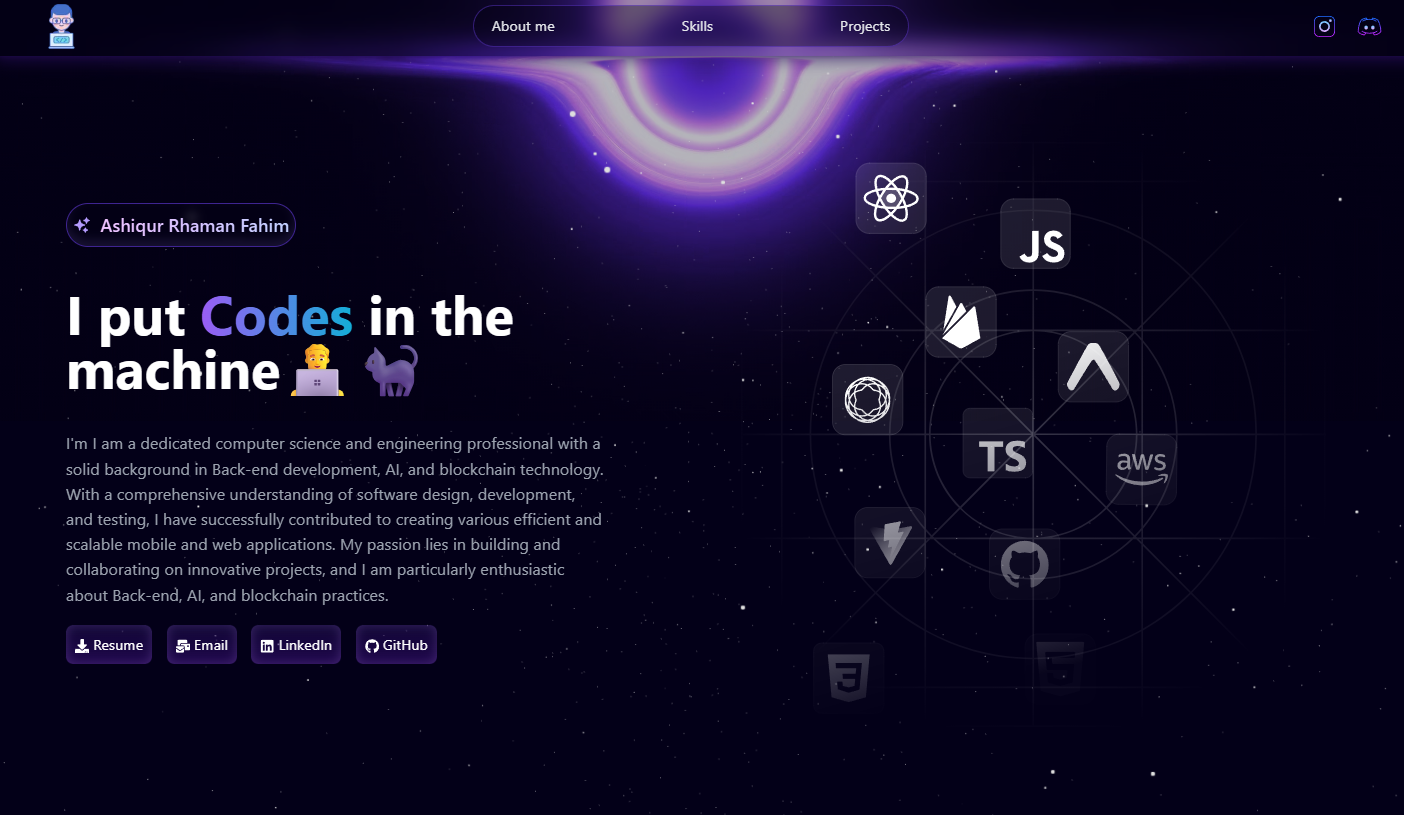 About me
Skills
Projects
Ashiqur Rhaman Fahim
I put Codes in the
machine
I'm I am a dedicated computer science and engineering professional with a
solid background in Back-end development, AI, and blockchain technology.
With a comprehensive understanding of software design, development,
and testing, I have successfully contributed to creating various efficient and
scalable mobile and web applications. My passion lies in building and
collaborating on innovative projects, and I am particularly enthusiastic
about Back-end, AI, and blockchain practices.
Resume
Email
LinkedIn
GitHub
JS
TS
aws
3
5